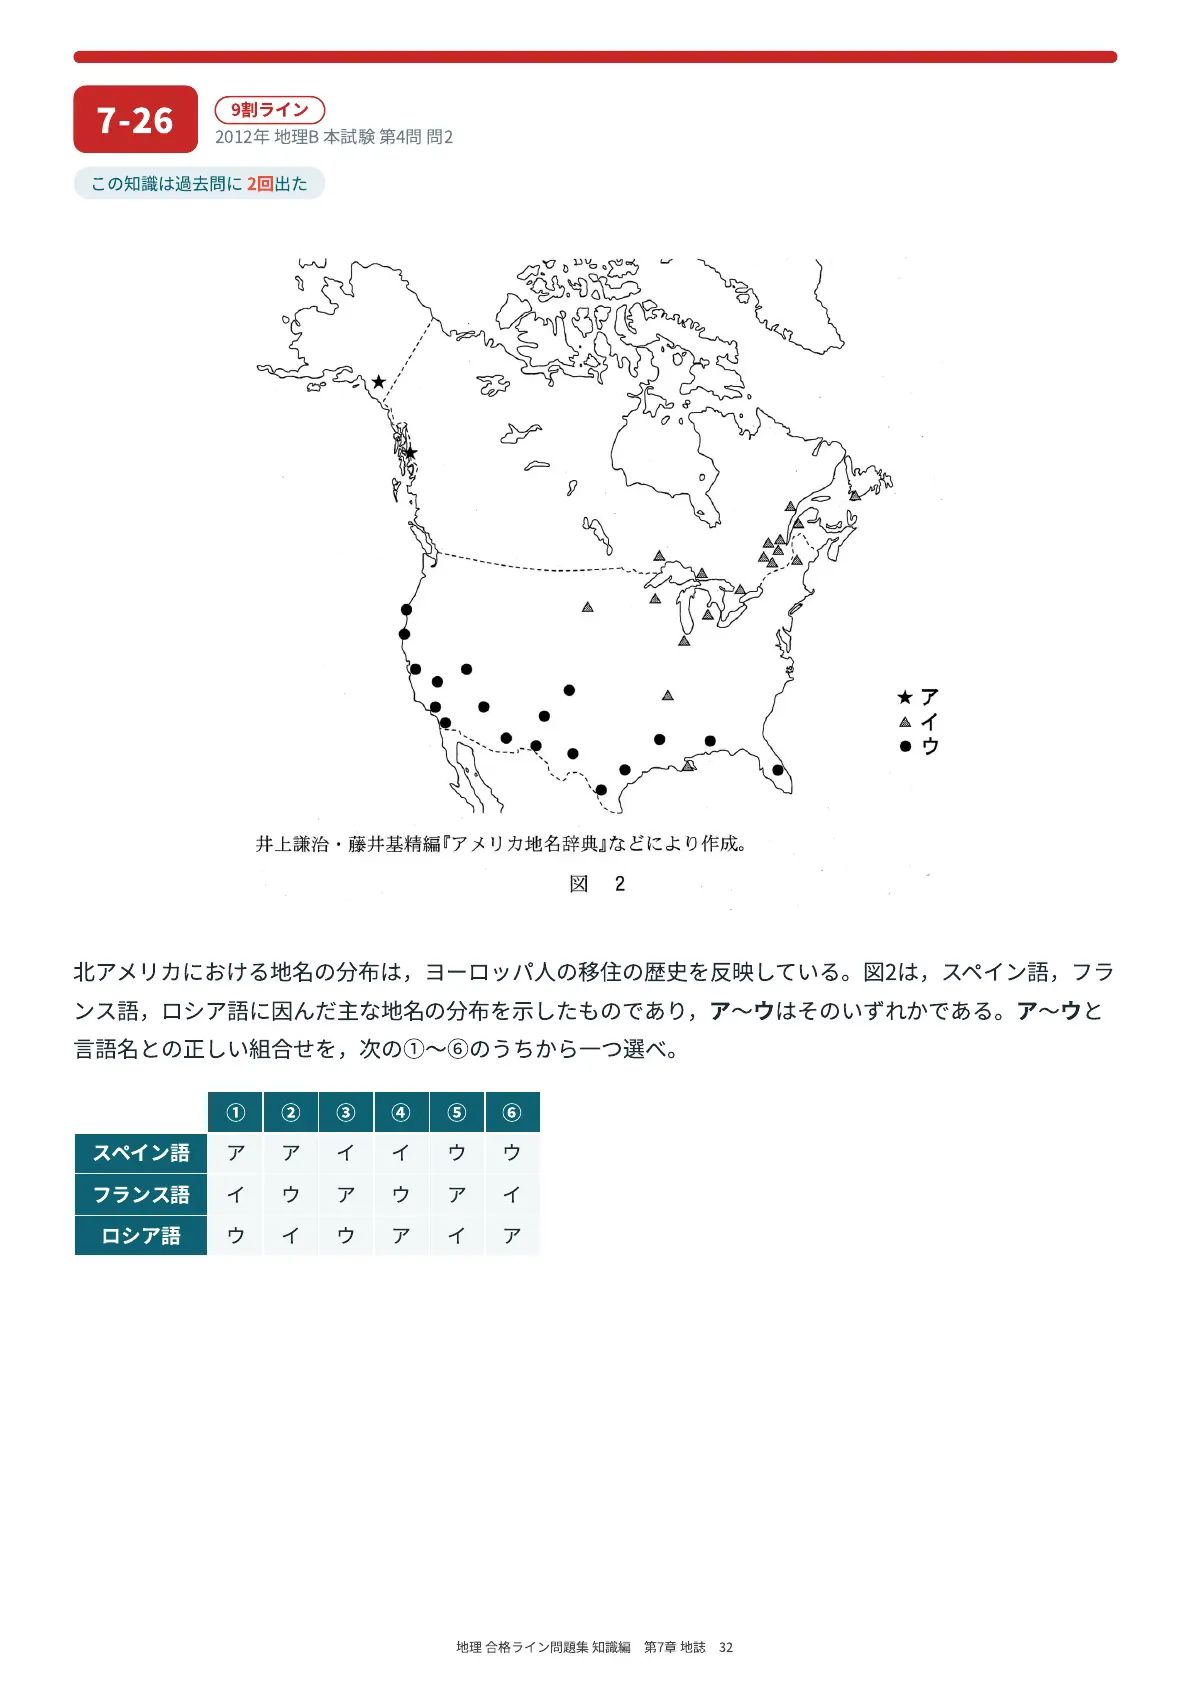 7-26
9割ライン
2012年 地理B 本試験 第4問 問2
この知識は過去問に 2回出た
★ ア
▲ イ
● ウ
井上謙治・藤井基精編『アメリカ地名辞典』などにより作成。
図 2
北アメリカにおける地名の分布は，ヨーロッパ人の移住の歴史を反映している。図2は，スペイン語，フラ
ンス語，ロシア語に因んだ主な地名の分布を示したものであり，ア〜ウはそのいずれかである。ア〜ウと
言語名との正しい組合せを，次の①〜⑥のうちから一つ選べ。
① ② ③ ④ ⑤ ⑥
スペイン語 ア ア イ イ ウ ウ
フランス語 イ ウ ア ウ ア イ
ロシア語 ウ イ ウ ア イ ア
地理 合格ライン問題集 知識編 第7章 地誌 32